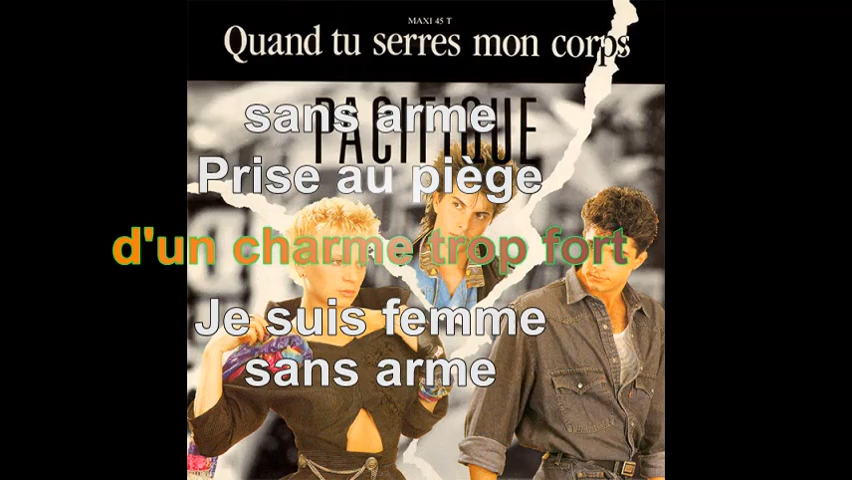 MAXI 45 T
Quand tu serres mon corps
PACIFIQUE
sans arme
Prise au piège
d'un charme trop fort
Je suis femme
sans arme